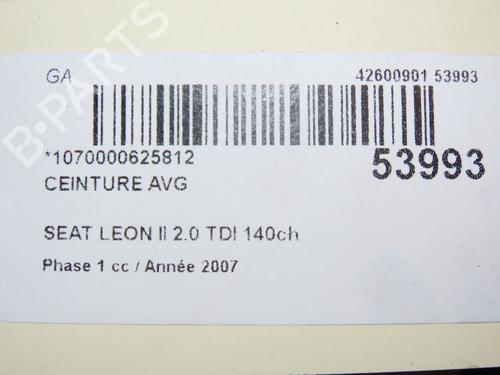 GA 42600901 53993
*1070000625812 53993
CEINTURE AVG
SEAT LEON II 2.0 TDI 140ch
Phase 1 cc / Année 2007
B-PARTS